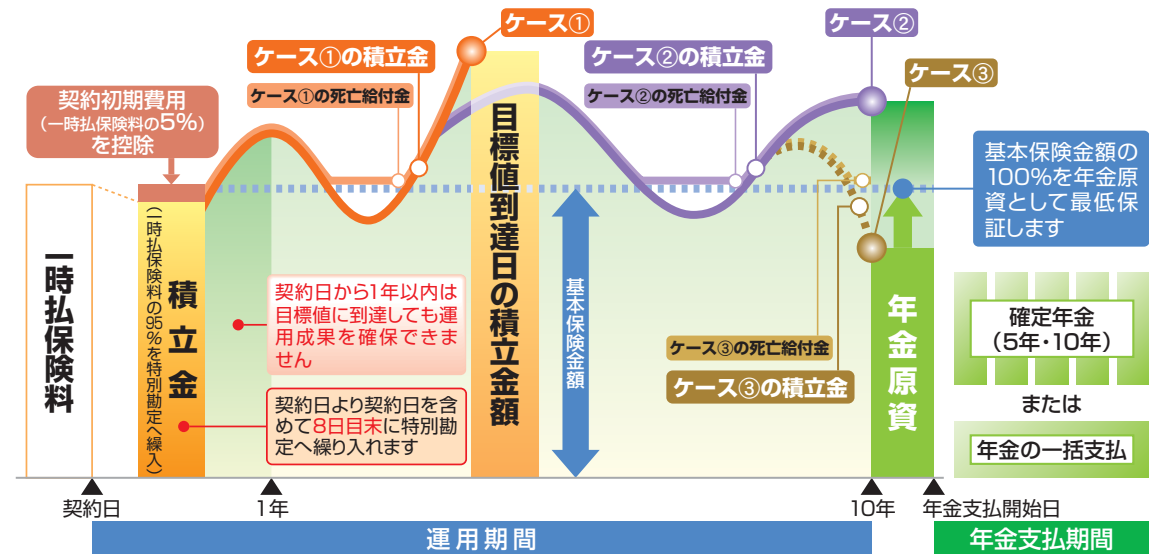 ケース①
ケース②
ケース③
ケース①の積立金
ケース①の死亡給付金
ケース②の積立金
ケース②の死亡給付金
契約初期費用
（一時払保険料の5%）
を控除
基本保険金額の
100%を年金原
資として最低保
証します
一時払保険料
積立金
（一時払保険料の95%を特別勘定へ繰入）
契約日から1年以内は
目標値に到達しても運
用成果を確保できま
せん
契約日より契約日を含
めて8日目末に特別勘
定へ繰り入れます
目標値到達日の積立金額
基本保険金額
ケース③の死亡給付金
ケース③の積立金
年金原資
確定年金
（5年・10年）
または
年金の一括支払
契約日
1年
10年
年金支払開始日
運用期間
年金支払期間